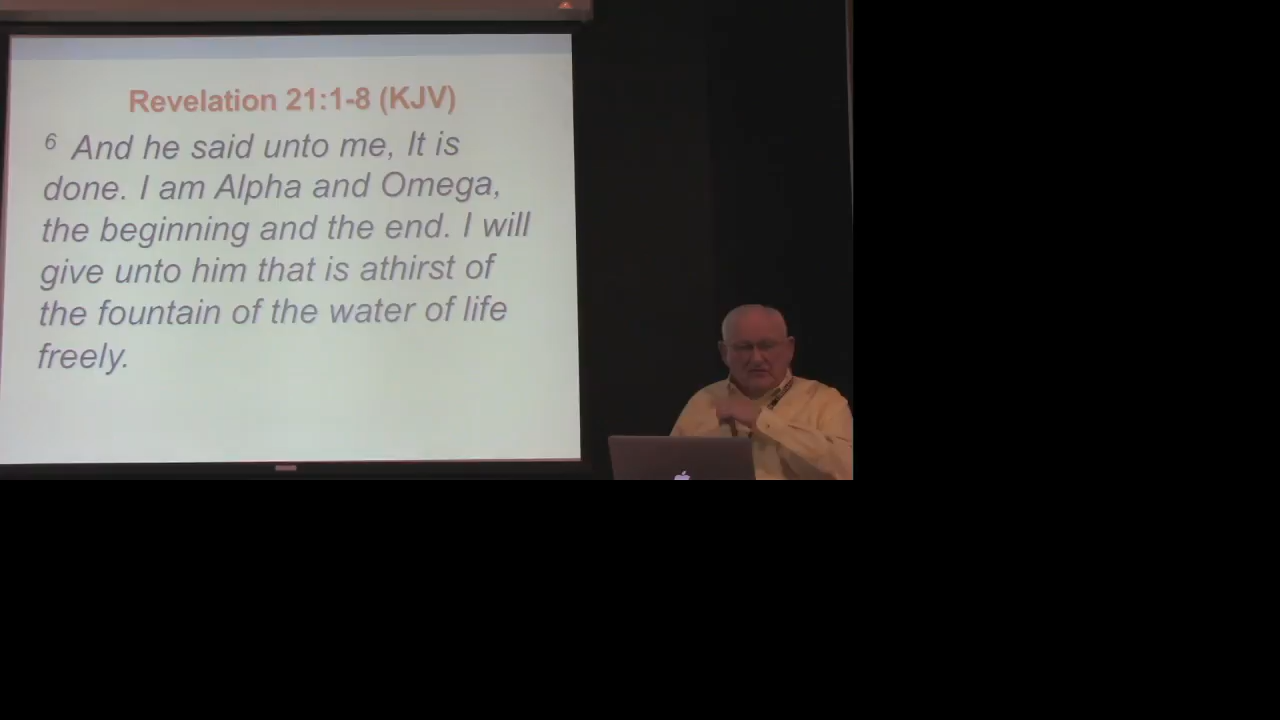 Revelation 21:1-8 (KJV)
6 And he said unto me, It is
done. I am Alpha and Omega,
the beginning and the end. I will
give unto him that is athirst of
the fountain of the water of life
freely.